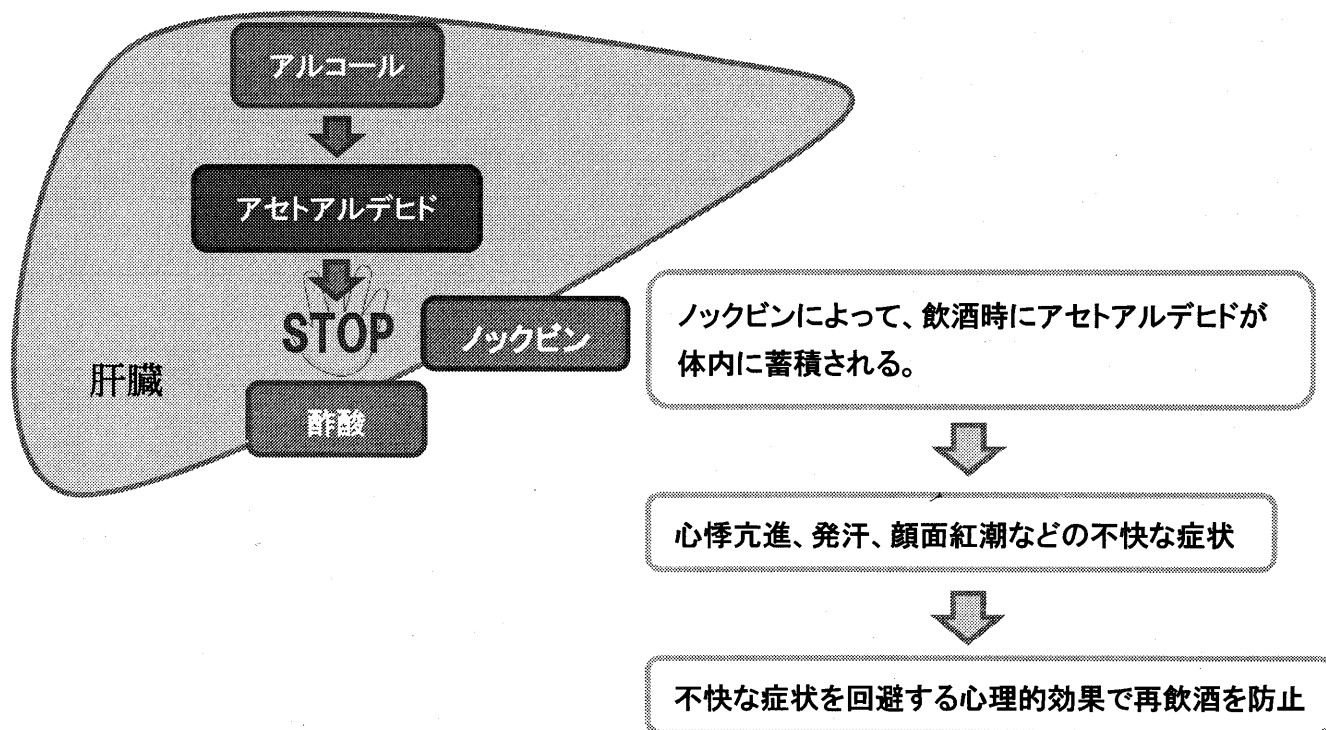 アルコール
アセトアルデヒド
STOP
ノックビン
肝臓
酢酸
ノックビンによって、飲酒時にアセトアルデヒドが
体内に蓄積される。
心悸亢進、発汗、顔面紅潮などの不快な症状
不快な症状を回避する心理的効果で再飲酒を防止